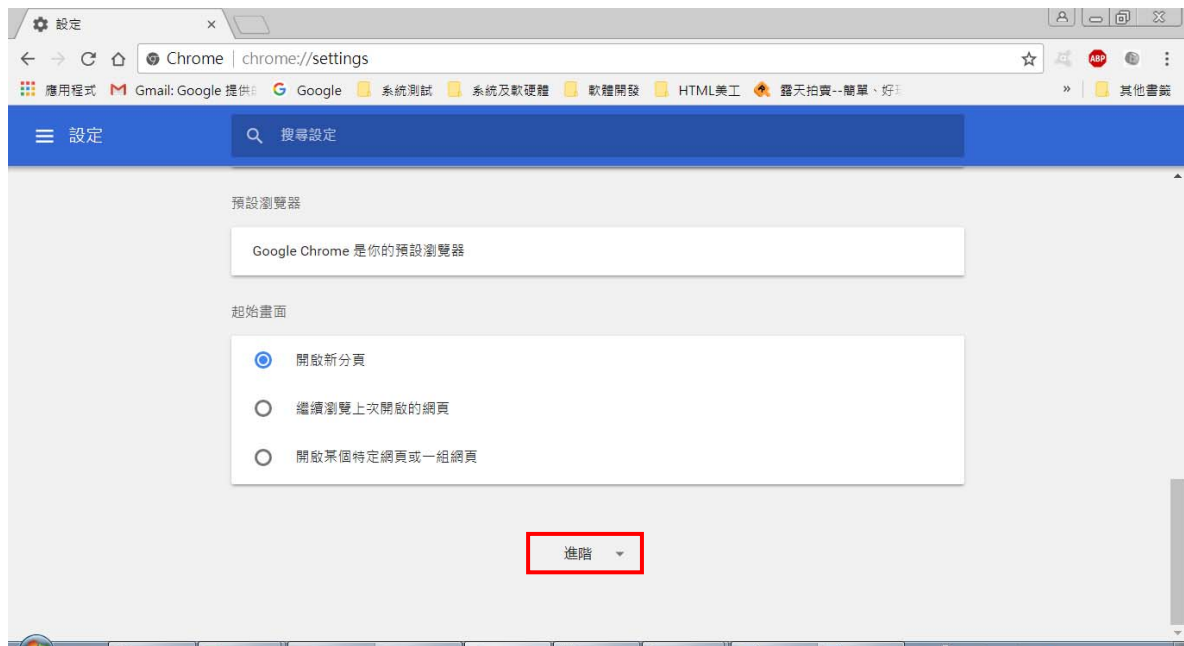 設定
Chrome | chrome://settings
應用程式 Gmail: Google 提供 Google 系統測試 系統及軟硬體 軟體開發 HTML美工 露天拍賣--簡單、好 » 其他書籤
ABP
設定 搜尋設定
預設瀏覽器
Google Chrome 是你的預設瀏覽器
起始畫面
開啟新分頁
繼續瀏覽上次開啟的網頁
開啟某個特定網頁或一組網頁
進階